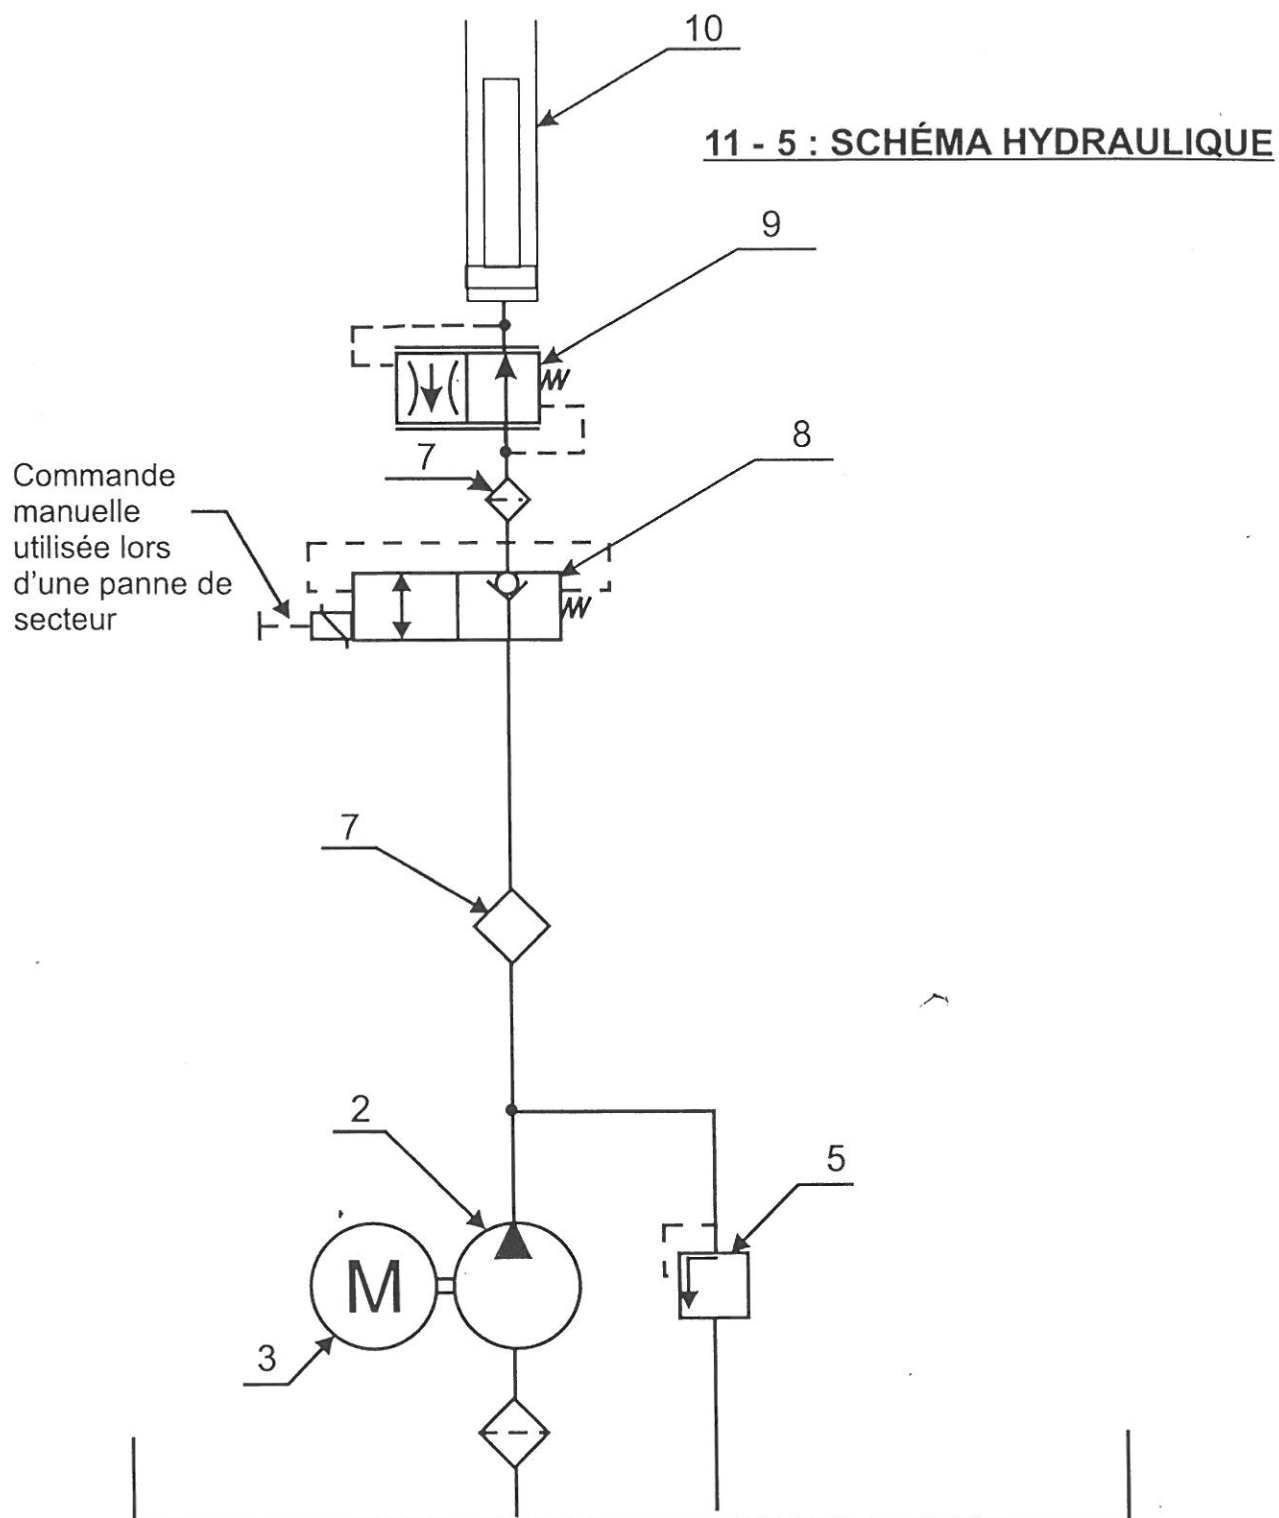 10
11 - 5 : SCHÉMA HYDRAULIQUE
9
7
8
Commande
manuelle
utilisée lors
d'une panne de
secteur
7
2
5
M
3